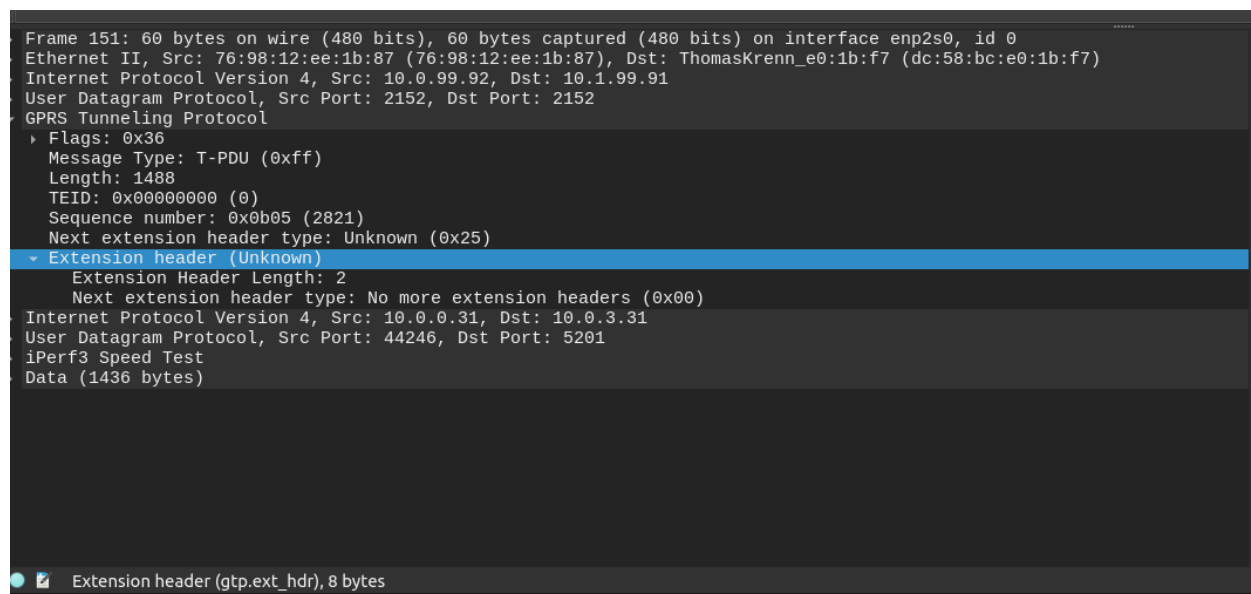 Frame 151: 60 bytes on wire (480 bits), 60 bytes captured (480 bits) on interface enp2s0, id 0
Ethernet II, Src: 76:98:12:ee:1b:87 (76:98:12:ee:1b:87), Dst: ThomasKrenn_e0:1b:f7 (dc:58:bc:e0:1b:f7)
Internet Protocol Version 4, Src: 10.0.99.92, Dst: 10.1.99.91
User Datagram Protocol, Src Port: 2152, Dst Port: 2152
GPRS Tunneling Protocol
Flags: 0x36
Message Type: T-PDU (0xff)
Length: 1488
TEID: 0x00000000 (0)
Sequence number: 0x0b05 (2821)
Next extension header type: Unknown (0x25)
Extension header (Unknown)
Extension Header Length: 2
Next extension header type: No more extension headers (0x00)
Internet Protocol Version 4, Src: 10.0.0.31, Dst: 10.0.3.31
User Datagram Protocol, Src Port: 44246, Dst Port: 5201
iPerf3 Speed Test
Data (1436 bytes)
Extension header (gtp.ext_hdr), 8 bytes